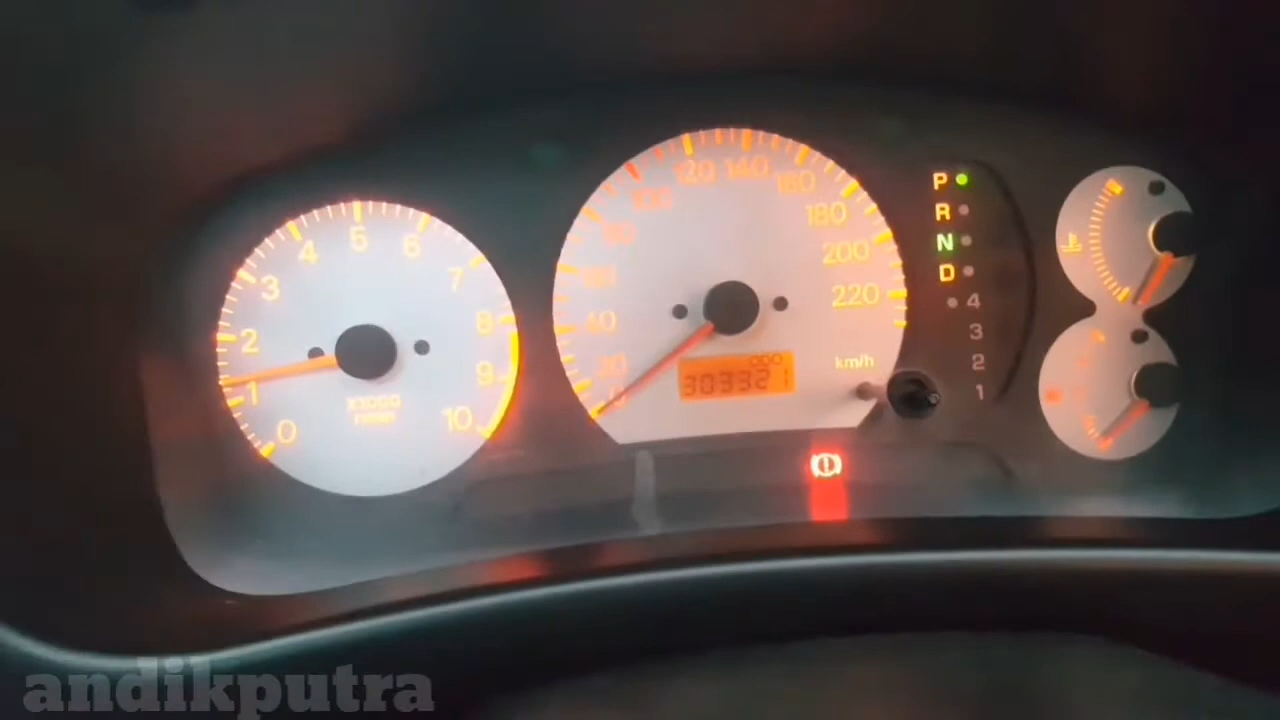 0 1 2 3 4 5 6 7 8 9 10
X1000
r/min
40 100 120 140 160 180 200 220
km/h
303321
P
R
N
D
4
3
2
1
andikputra